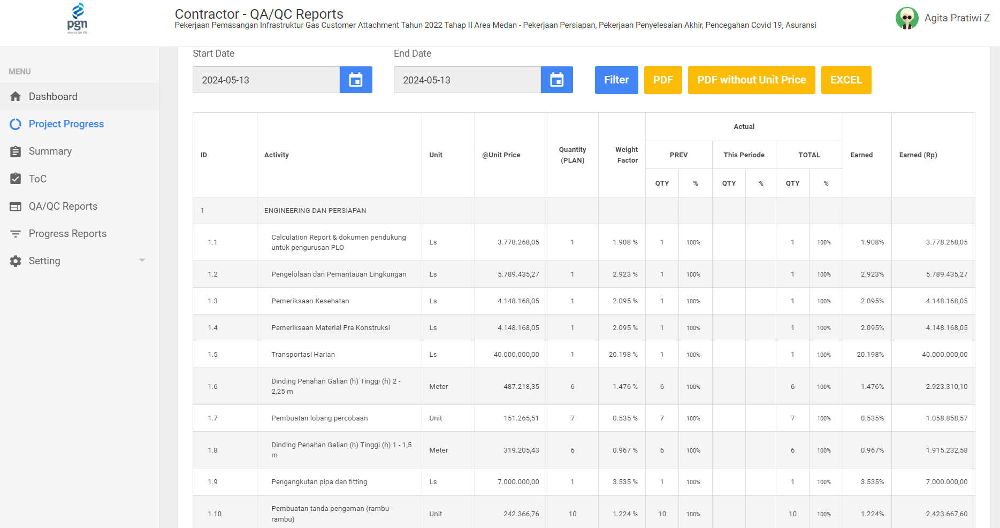 pgn
energy for life
Contractor - QA/QC Reports
Pekerjaan Pemasangan Infrastruktur Gas Customer Attachment Tahun 2022 Tahap II Area Medan - Pekerjaan Persiapan, Pekerjaan Penyelesaian Akhir, Pencegahan Covid 19, Asuransi
Agita Pratiwi Z
MENU
Dashboard
Project Progress
Summary
ToC
QA/QC Reports
Progress Reports
Setting
Start Date
End Date
2024-05-13
2024-05-13
Filter
PDF
PDF without Unit Price
EXCEL
ID
Activity
Unit
@Unit Price
Quantity
(PLAN)
Weight
Factor
Actual
PREV
This Periode
TOTAL
QTY % QTY % QTY %
Earned
Earned (Rp)
1 ENGINEERING DAN PERSIAPAN
1.1 Calculation Report & dokumen pendukung
untuk pengurusan PLO
Ls 3.778.268,05 1 1.908 % 1 100% 1 100% 1.908% 3.778.268,05
1.2 Pengelolaan dan Pemantauan Lingkungan Ls 5.789.435,27 1 2.923 % 1 100% 1 100% 2.923% 5.789.435,27
1.3 Pemeriksaan Kesehatan Ls 4.148.168,05 1 2.095 % 1 100% 1 100% 2.095% 4.148.168,05
1.4 Pemeriksaan Material Pra Konstruksi Ls 4.148.168,05 1 2.095 % 1 100% 1 100% 2.095% 4.148.168,05
1.5 Transportasi Harian Ls 40.000.000,00 1 20.198 % 1 100% 1 100% 20.198% 40.000.000,00
1.6 Dinding Penahan Galian (h) Tinggi (h) 2 -
2,25 m
Meter 487.218,35 6 1.476 % 6 100% 6 100% 1.476% 2.923.310,10
1.7 Pembuatan lobang percobaan Unit 151.265,51 7 0.535 % 7 100% 7 100% 0.535% 1.058.858,57
1.8 Dinding Penahan Galian (h) Tinggi (h) 1 - 1,5
m
Meter 319.205,43 6 0.967 % 6 100% 6 100% 0.967% 1.915.232,58
1.9 Pengangkutan pipa dan fitting Ls 7.000.000,00 1 3.535 % 1 100% 1 100% 3.535% 7.000.000,00
1.10 Pembuatan tanda pengaman (rambu -
rambu)
Unit 242.366,76 10 1.224 % 10 100% 10 100% 1.224% 2.423.667,60